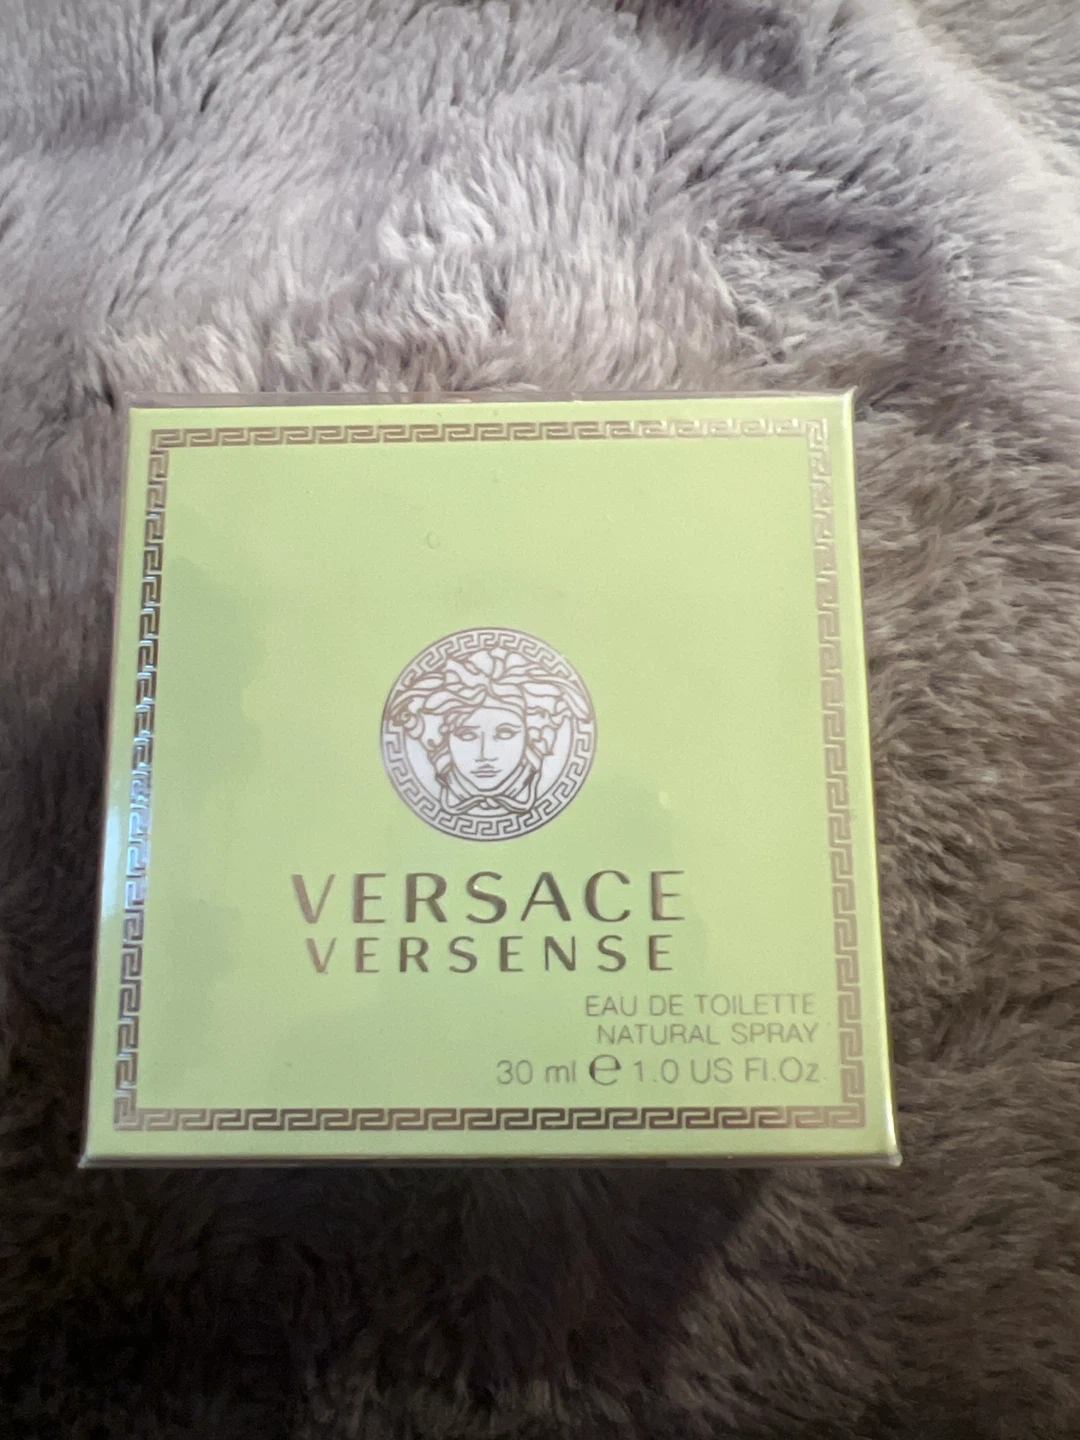 VERSACE
VERSENSE
EAU DE TOILETTE
NATURAL SPRAY
30 ml ℮ 1.0 US Fl.Oz.